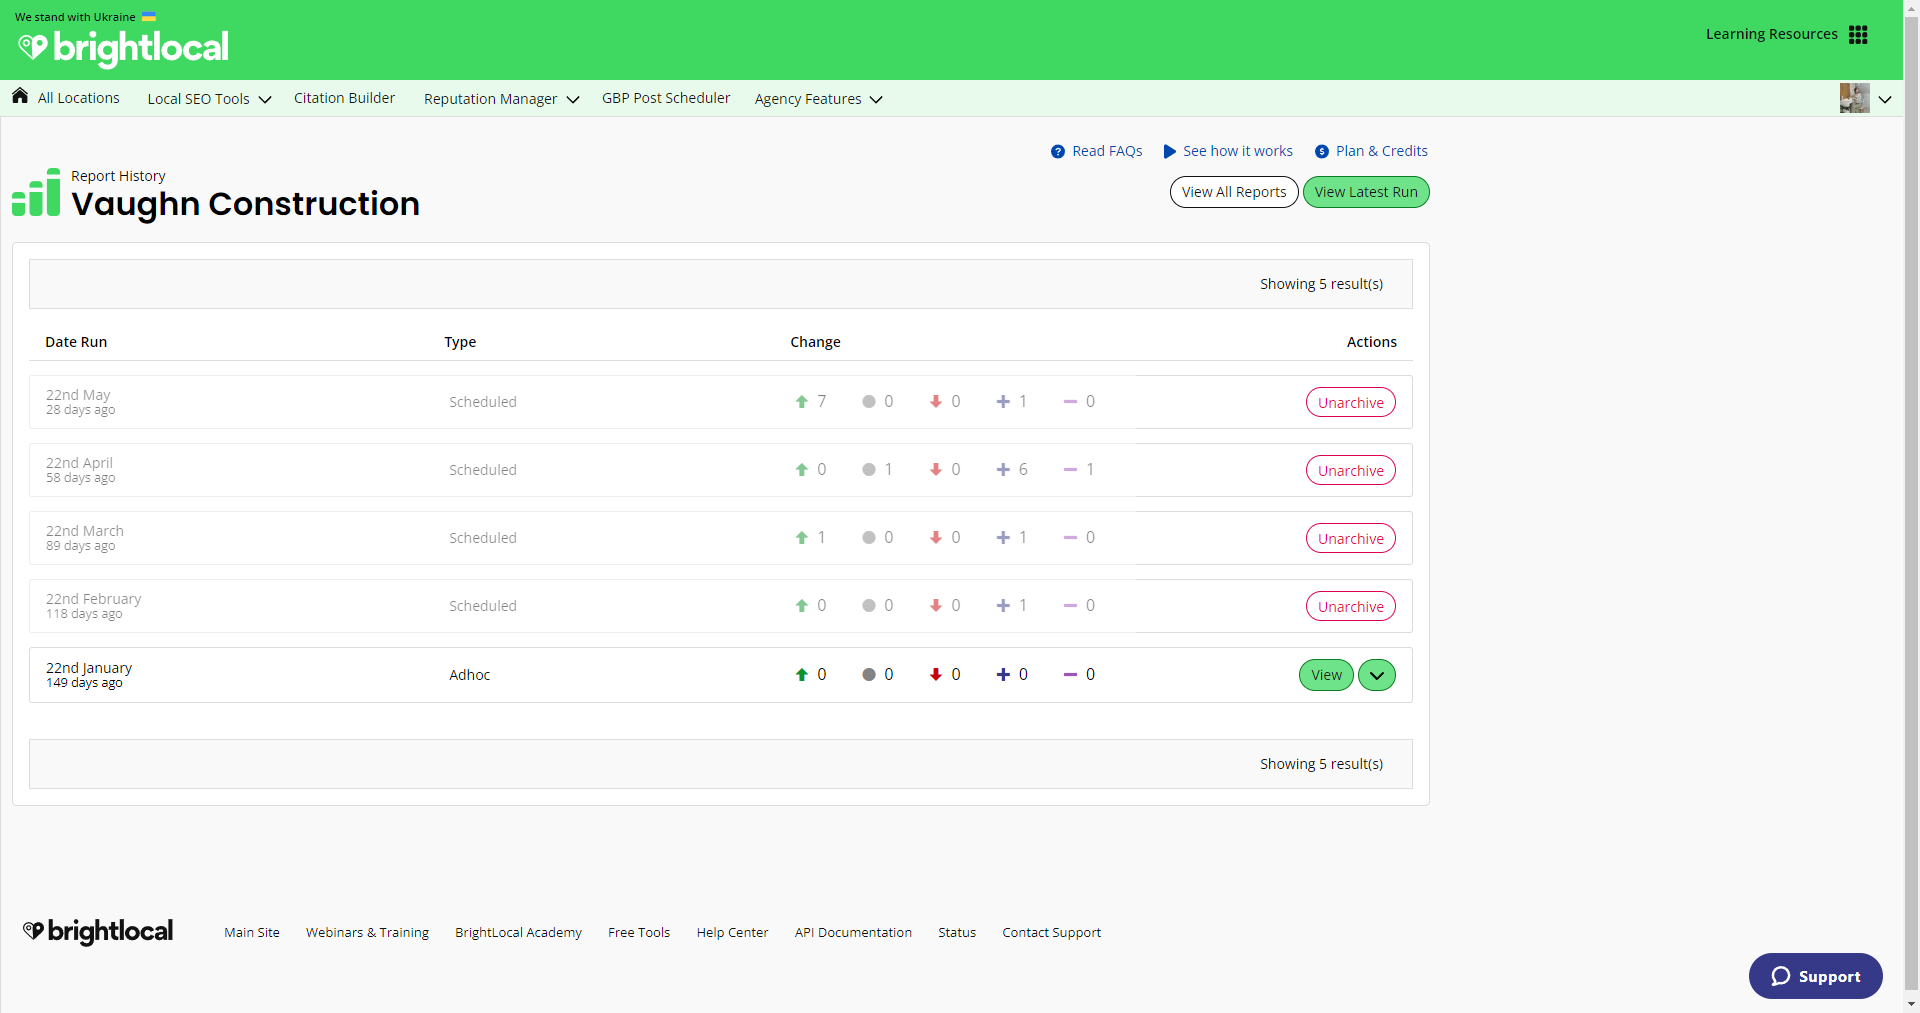 We stand with Ukraine
brightlocal
Learning Resources
All Locations
Local SEO Tools
Citation Builder
Reputation Manager
GBP Post Scheduler
Agency Features
Read FAQs
See how it works
Plan & Credits
Report History
Vaughn Construction
View All Reports
View Latest Run
Showing 5 result(s)
Date Run Type Change Actions
22nd May
28 days ago
Scheduled
7 0 0 1 0
Unarchive
22nd April
58 days ago
Scheduled
0 1 0 6 1
Unarchive
22nd March
89 days ago
Scheduled
1 0 0 1 0
Unarchive
22nd February
118 days ago
Scheduled
0 0 0 1 0
Unarchive
22nd January
149 days ago
Adhoc
0 0 0 0 0
View
Showing 5 result(s)
brightlocal
Main Site
Webinars & Training
BrightLocal Academy
Free Tools
Help Center
API Documentation
Status
Contact Support
Support